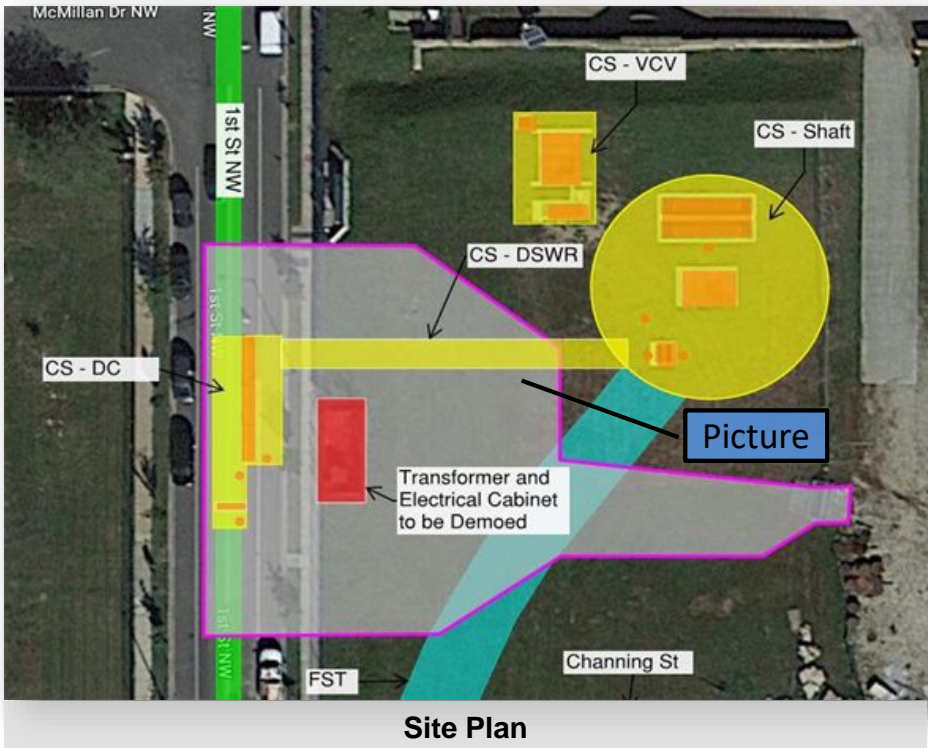 McMillan Dr NW
NW
1st St NW
CS - VCV
CS - Shaft
CS - DSWR
1st St NW
CS - DC
Picture
Transformer and
Electrical Cabinet
to be Demoed
1st St NW
FST
Channing St
Site Plan